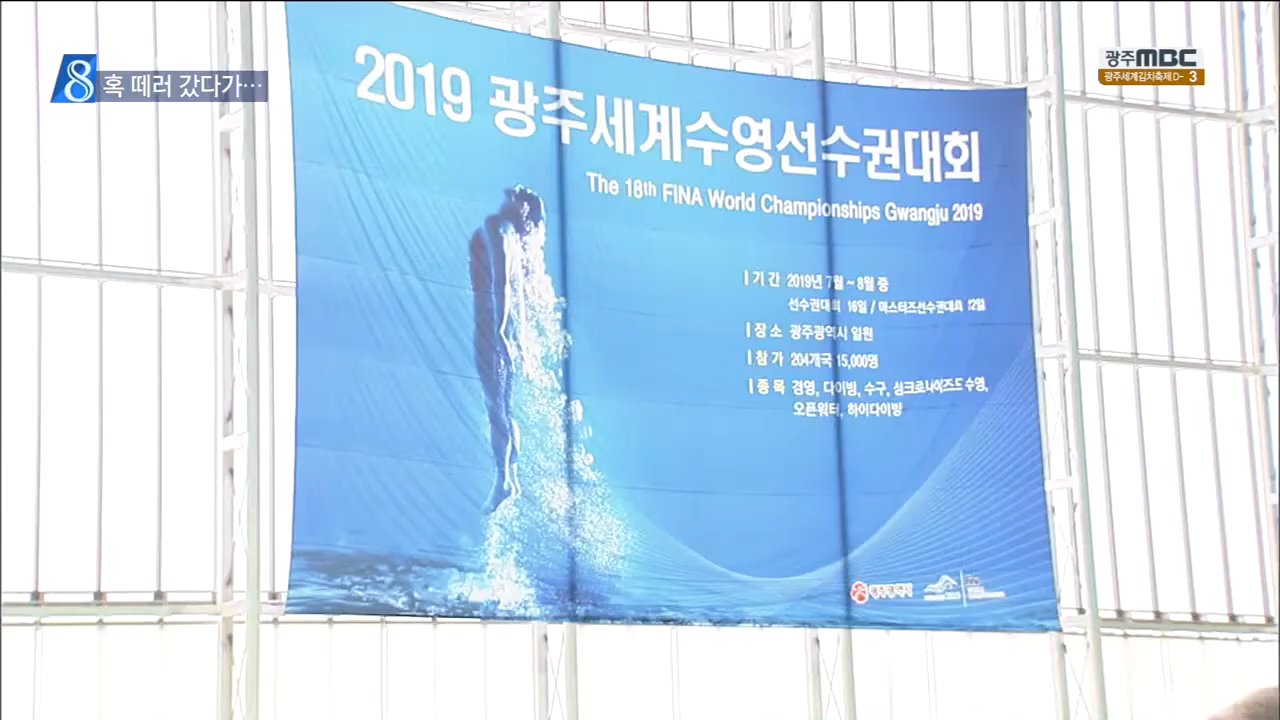 8 혹 떼러 갔다가…
광주MBC
광주세계김치축제 D- 3
2019 광주세계수영선수권대회
The 18th FINA World Championships Gwangju 2019
기간 2019년 7월 ~ 8월 중
선수권대회 16일 / 마스터즈선수권대회 12일
장소 광주광역시 일원
참가 204개국 15,000명
종목 경영, 다이빙, 수구, 싱크로나이즈드 수영,
오픈워터, 하이다이빙
광주광역시